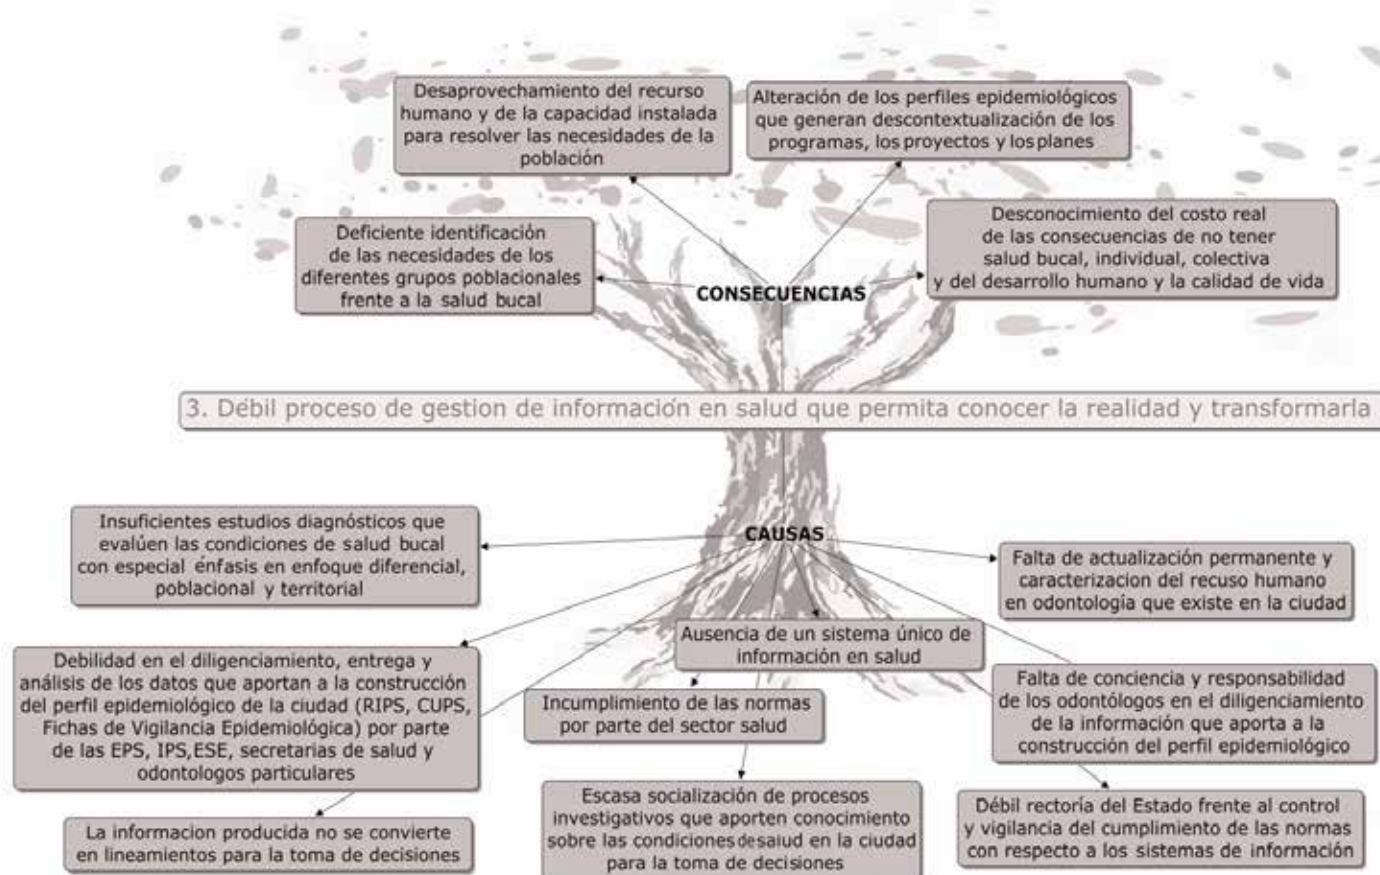 Desaprovechamiento del recurso
humano y de la capacidad instalada
para resolver las necesidades de la
población
Alteración de los perfiles epidemiológicos
que generan descontextualización de los
programas, los proyectos y los planes
Deficiente identificación
de las necesidades de los
diferentes grupos poblacionales
frente a la salud bucal
Desconocimiento del costo real
de las consecuencias de no tener
salud bucal, individual, colectiva
y del desarrollo humano y la calidad de vida
CONSECUENCIAS
3. Débil proceso de gestion de información en salud que permita conocer la realidad y transformarla
CAUSAS
Insuficientes estudios diagnósticos que
evalúen las condiciones de salud bucal
con especial énfasis en enfoque diferencial,
poblacional y territorial
Falta de actualización permanente y
caracterizacion del recuso humano
en odontología que existe en la ciudad
Ausencia de un sistema único de
información en salud
Debilidad en el diligenciamiento, entrega y
análisis de los datos que aportan a la construcción
del perfil epidemiológico de la ciudad (RIPS, CUPS,
Fichas de Vigilancia Epidemiológica) por parte
de las EPS, IPS,ESE, secretarias de salud y
odontologos particulares
Incumplimiento de las normas
por parte del sector salud
Falta de conciencia y responsabilidad
de los odontólogos en el diligenciamiento
de la información que aporta a la
construcción del perfil epidemiológico
La informacion producida no se convierte
en lineamientos para la toma de decisiones
Escasa socialización de procesos
investigativos que aporten conocimiento
sobre las condiciones de salud en la ciudad
para la toma de decisiones
Débil rectoría del Estado frente al control
y vigilancia del cumplimiento de las normas
con respecto a los sistemas de información